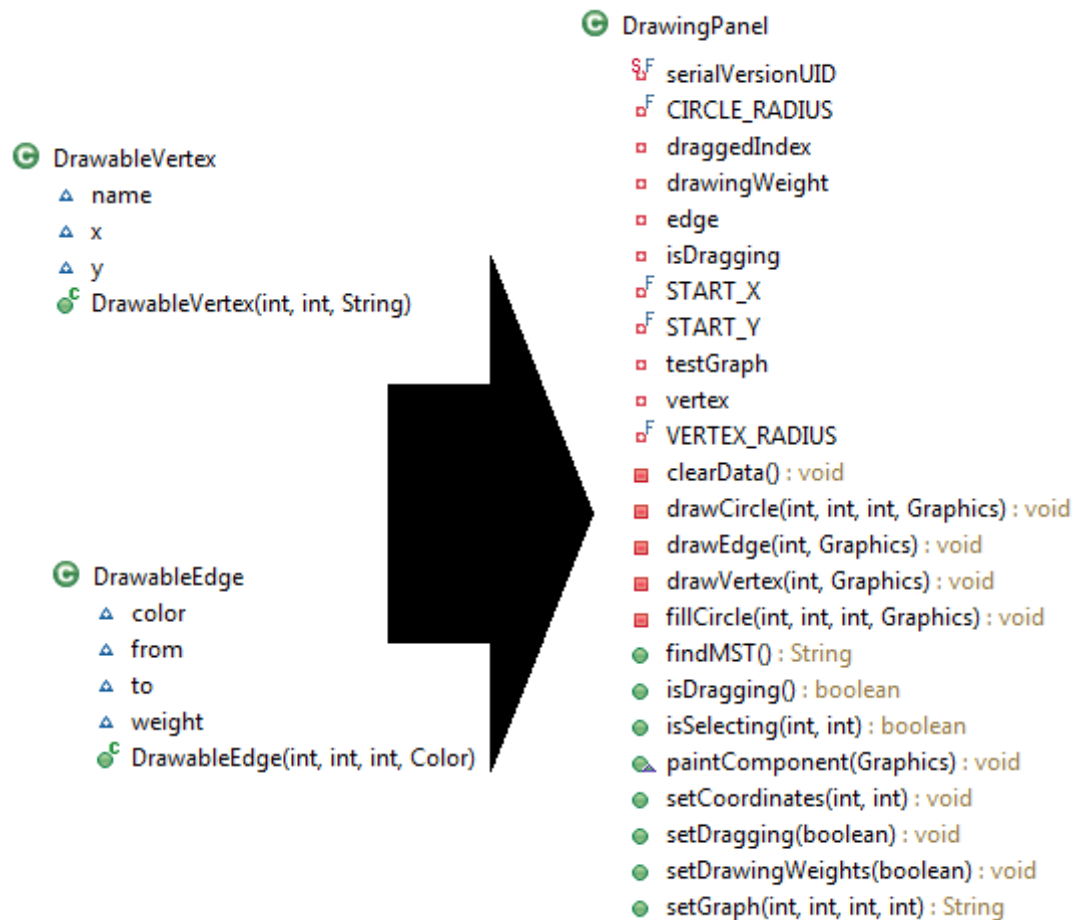 DrawableVertex
name
x
y
DrawableVertex(int, int, String)
DrawableEdge
color
from
to
weight
DrawableEdge(int, int, int, Color)
DrawingPanel
serialVersionUID
CIRCLE_RADIUS
draggedIndex
drawingWeight
edge
isDragging
START_X
START_Y
testGraph
vertex
VERTEX_RADIUS
clearData() : void
drawCircle(int, int, int, Graphics) : void
drawEdge(int, Graphics) : void
drawVertex(int, Graphics) : void
fillCircle(int, int, int, Graphics) : void
findMST() : String
isDragging() : boolean
isSelecting(int, int) : boolean
paintComponent(Graphics) : void
setCoordinates(int, int) : void
setDragging(boolean) : void
setDrawingWeights(boolean) : void
setGraph(int, int, int, int) : String